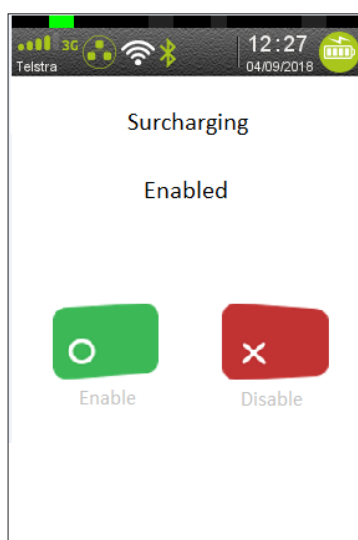 3G
12:27
Telstra
04/09/2018
Surcharging
Enabled
Enable
Disable